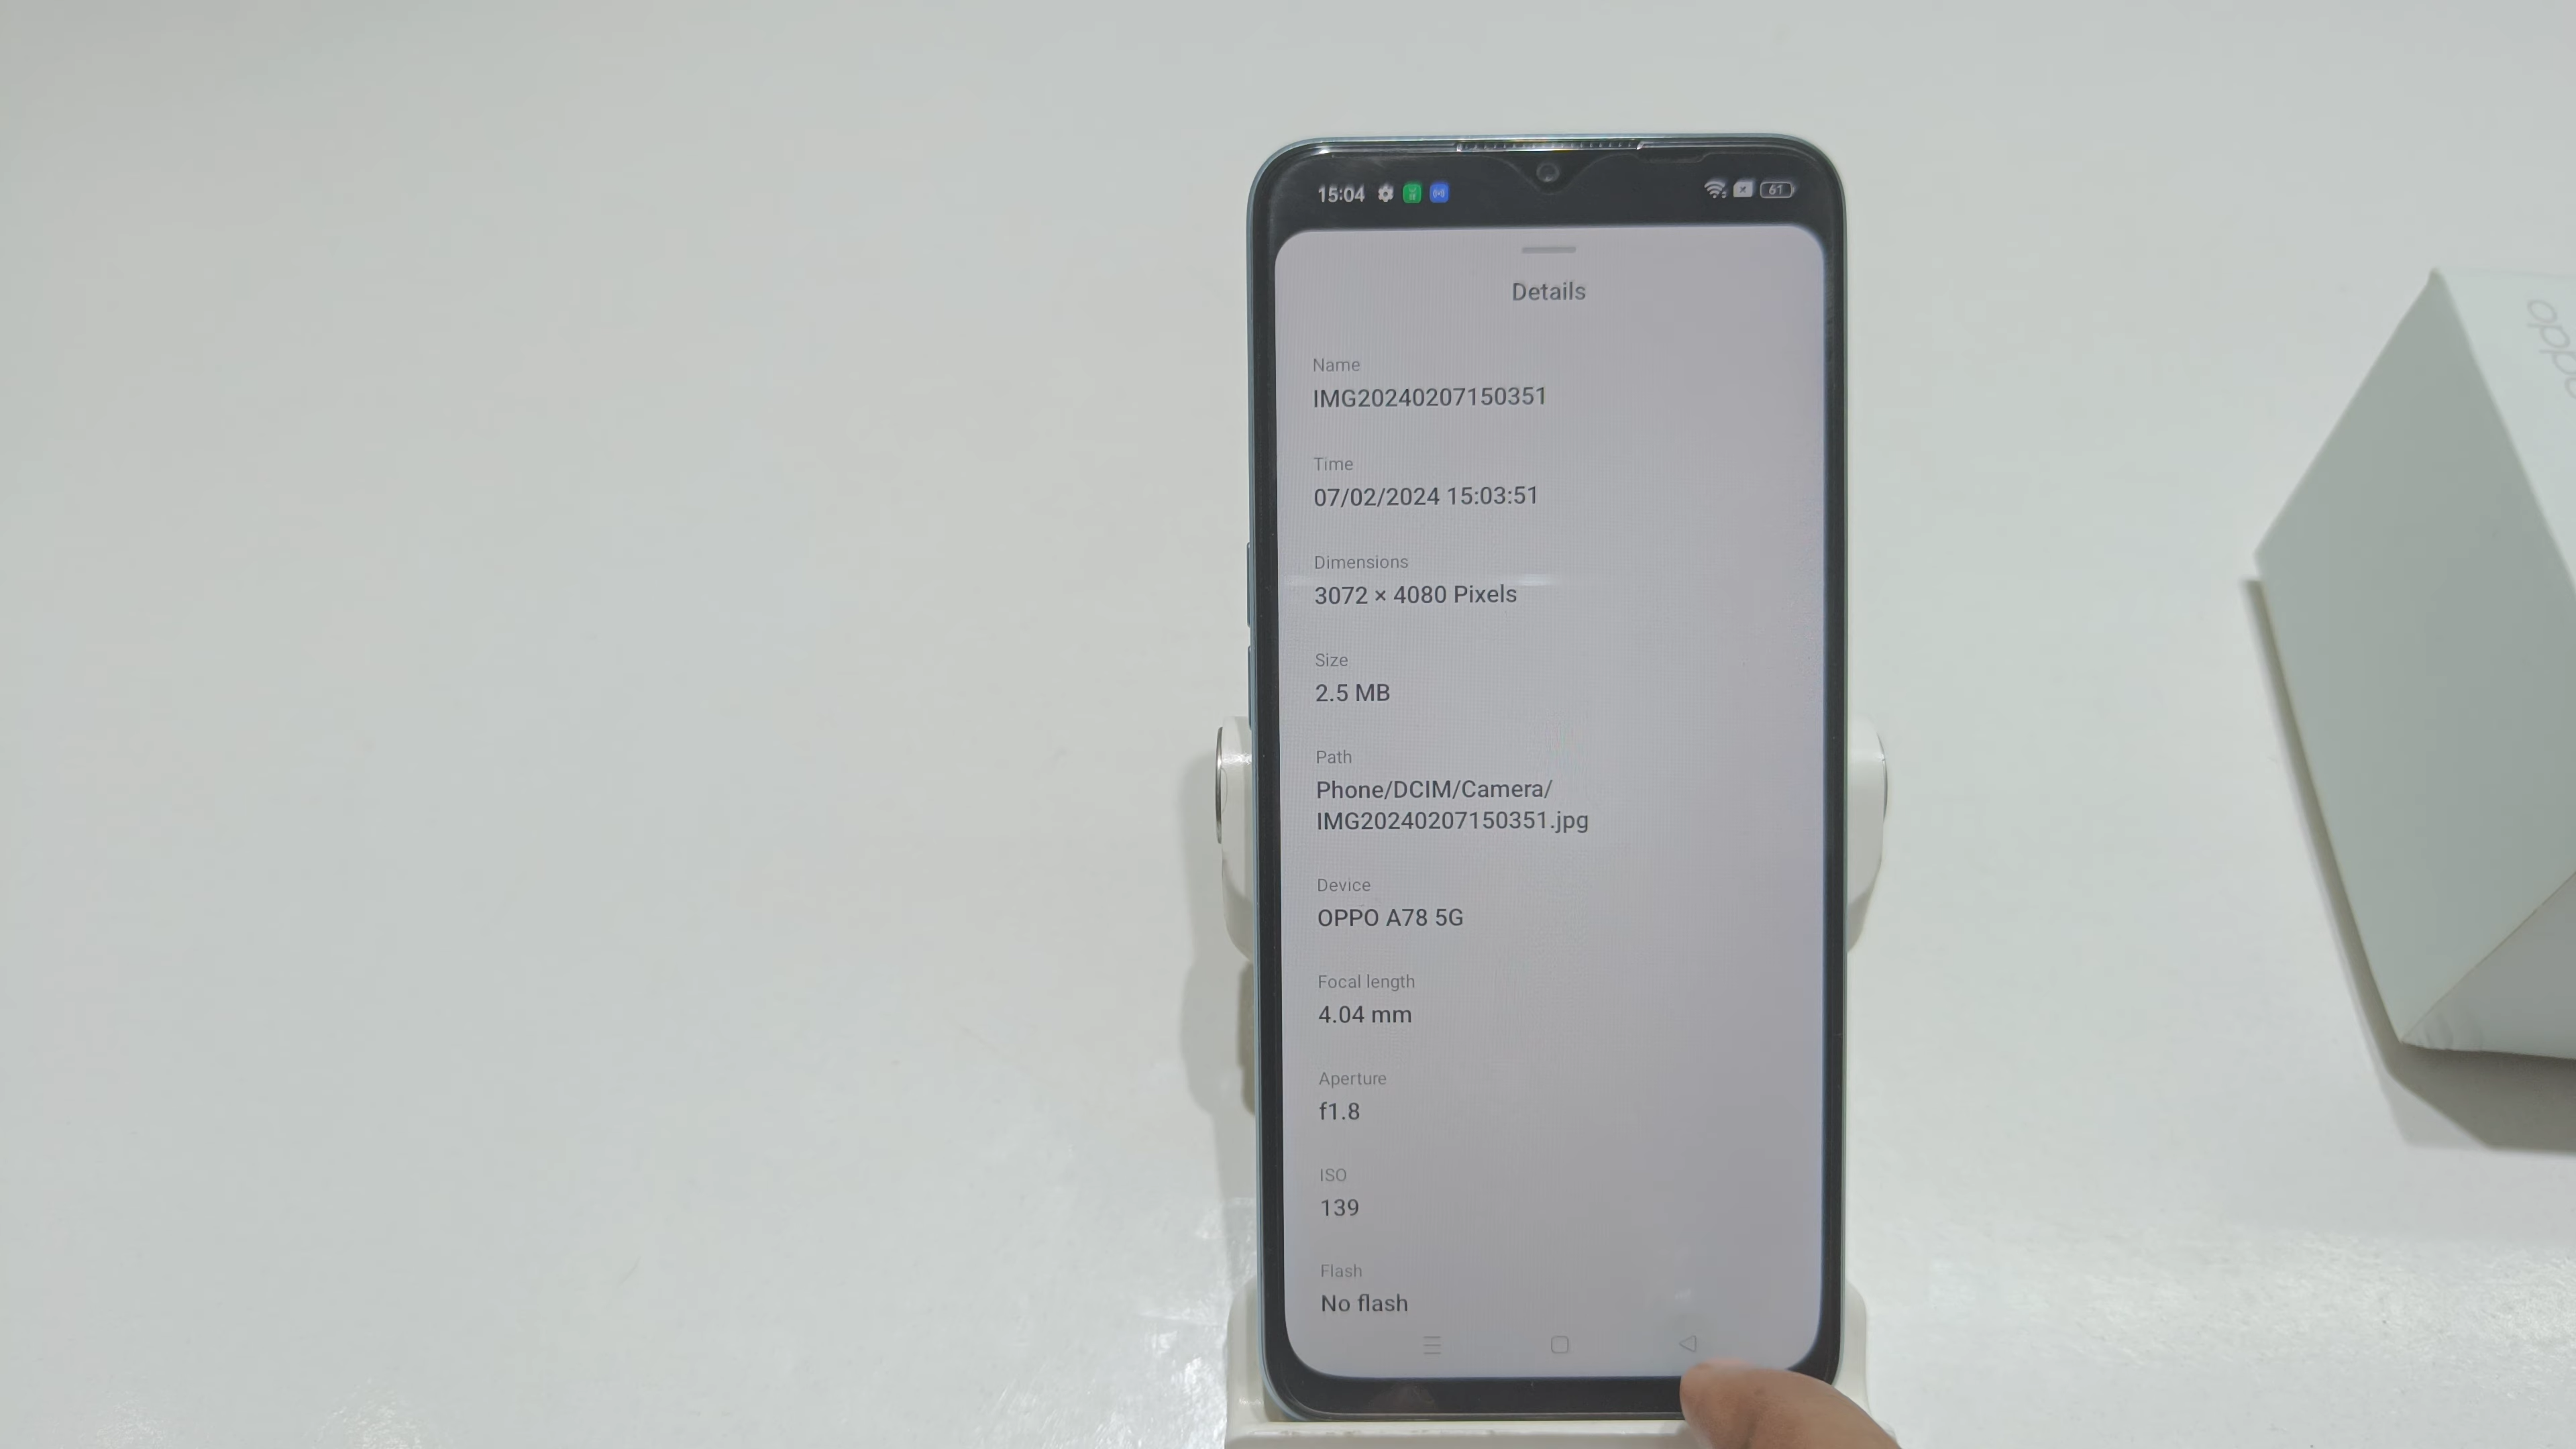 15:04
61
Details
Name
IMG20240207150351
Time
07/02/2024 15:03:51
Dimensions
3072 × 4080 Pixels
Size
2.5 MB
Path
Phone/DCIM/Camera/
IMG20240207150351.jpg
Device
OPPO A78 5G
Focal length
4.04 mm
Aperture
f1.8
ISO
139
Flash
No flash
oppo